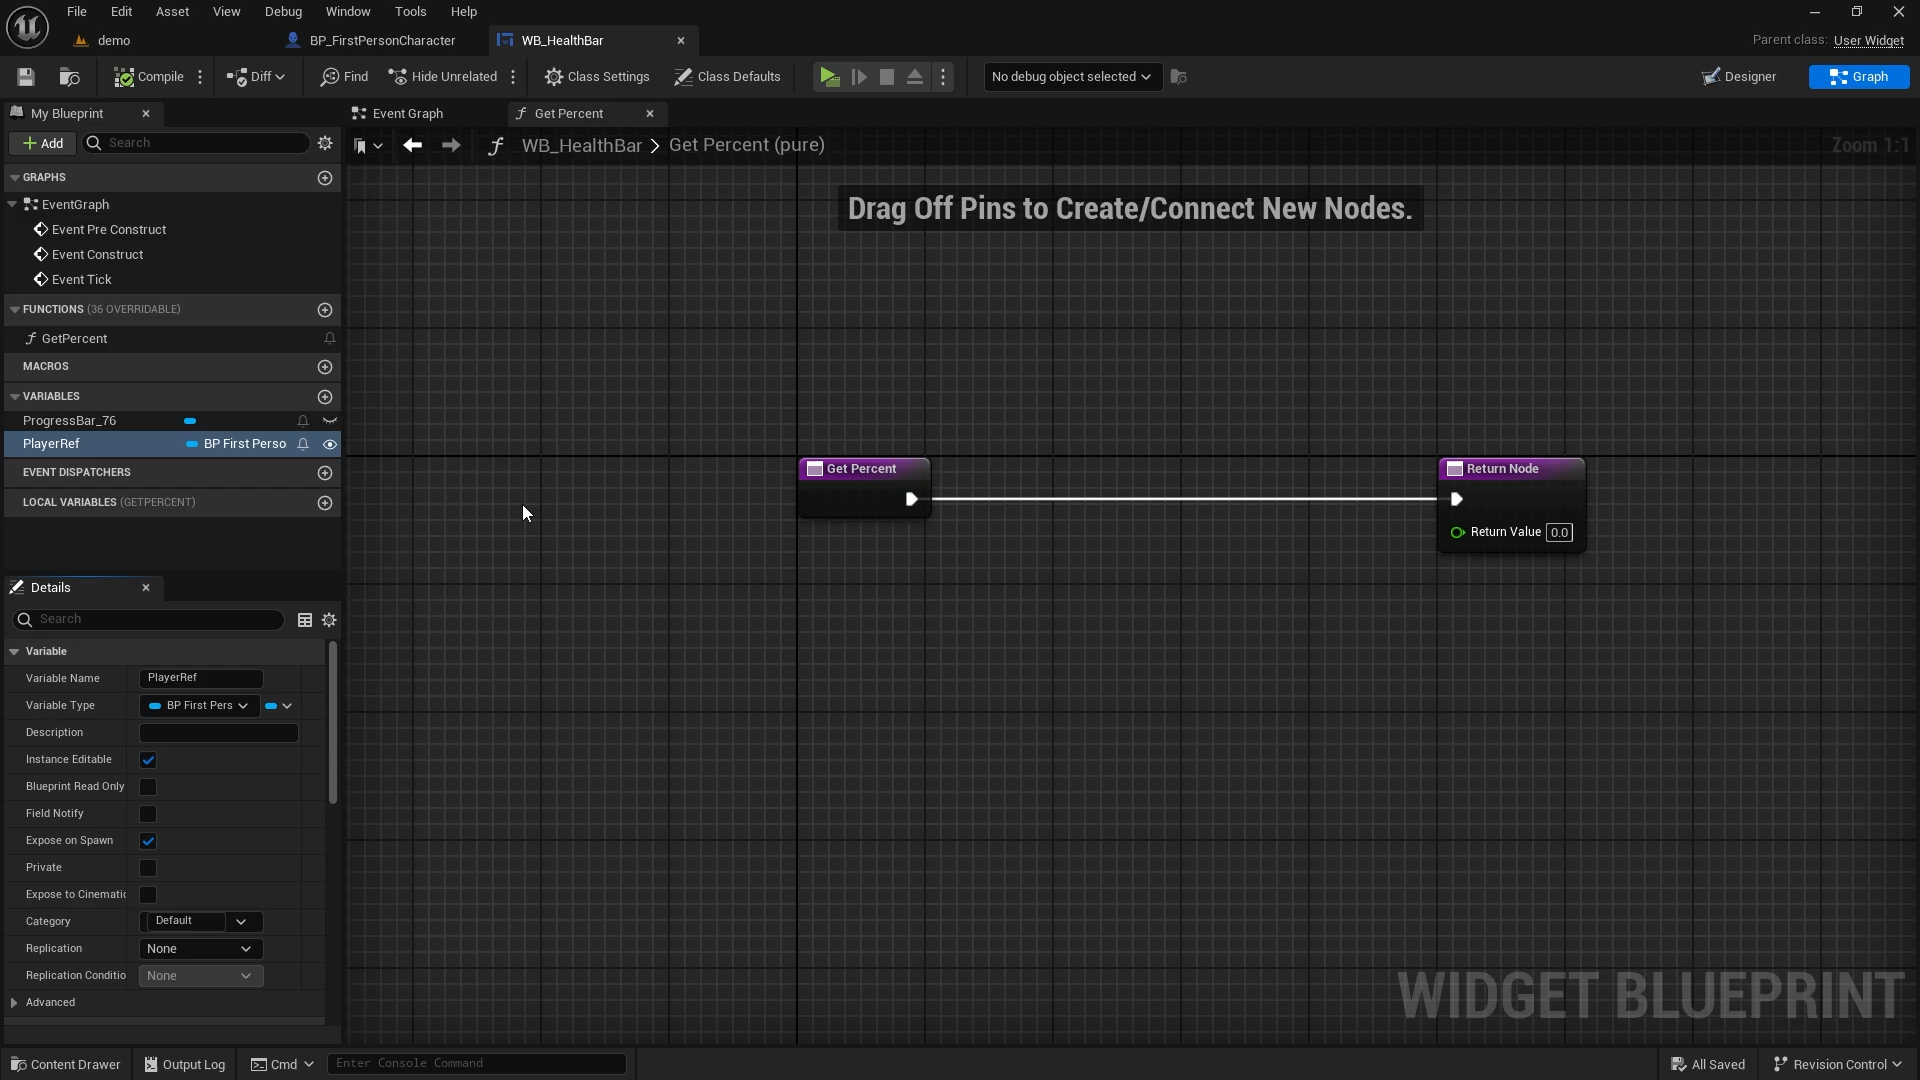 File Edit Asset View Debug Window Tools Help
demo BP_FirstPersonCharacter WB_HealthBar Parent class: User Widget
Compile Diff Find Hide Unrelated Class Settings Class Defaults No debug object selected Designer Graph
My Blueprint Event Graph Get Percent
Add Search WB_HealthBar > Get Percent (pure) Zoom 1:1
GRAPHS
EventGraph
Event Pre Construct
Event Construct
Event Tick
FUNCTIONS (36 OVERRIDABLE)
GetPercent
MACROS
VARIABLES
ProgressBar_76
PlayerRef BP First Perso
EVENT DISPATCHERS
LOCAL VARIABLES (GETPERCENT)
Drag Off Pins to Create/Connect New Nodes.
Get Percent
Return Node
Return Value 0.0
Details
Search
Variable
Variable Name PlayerRef
Variable Type BP First Pers
Description
Instance Editable
Blueprint Read Only
Field Notify
Expose on Spawn
Private
Expose to Cinematic
Category Default
Replication None
Replication Conditio None
Advanced
WIDGET BLUEPRINT
Content Drawer Output Log Cmd Enter Console Command All Saved Revision Control